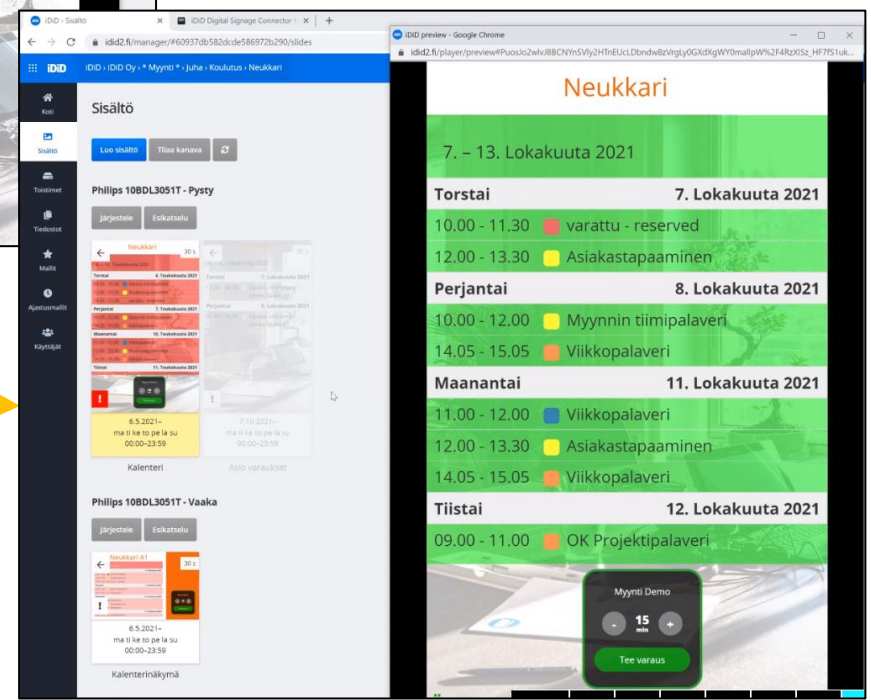 iDiD › Sisältö
iDiD Digital Signage Connector
idid2.fi/manager/#60937db582dcde586972b290/slides
iDiD
iDiD › iDiD Oy › * Myynti * › Juha › Koulutus › Neukkari
Koti
Sisältö
Toistimet
Tiedostot
Mallit
Ajastusmallit
Käyttäjät
Sisältö
Luo sisältö
Tilaa kanava
Philips 10BDL3051T - Pysty
Järjestele
Esikatselu
Neukkari
30 s
6.5.2021–
ma ti ke to pe la su
00:00–23:59
Kalenteri
30 s
7.10.2021–
ma ti ke to pe la su
00:00–23:59
Asio varaukset
Philips 10BDL3051T - Vaaka
Järjestele
Esikatselu
Neukkari A1
30 s
6.5.2021–
ma ti ke to pe la su
00:00–23:59
Kalenterinäkymä
iDiD preview - Google Chrome
Neukkari
7. – 13. Lokakuuta 2021
Torstai 7. Lokakuuta 2021
10.00 - 11.30 varattu - reserved
12.00 - 13.30 Asiakastapaaminen
Perjantai 8. Lokakuuta 2021
10.00 - 12.00 Myynnin tiimipalaveri
14.05 - 15.05 Viikkopalaveri
Maanantai 11. Lokakuuta 2021
11.00 - 12.00 Viikkopalaveri
12.00 - 13.30 Asiakastapaaminen
14.05 - 15.05 Viikkopalaveri
Tiistai 12. Lokakuuta 2021
09.00 - 11.00 OK Projektipalaveri
Myynti Demo
- 15 +
min
Tee varaus